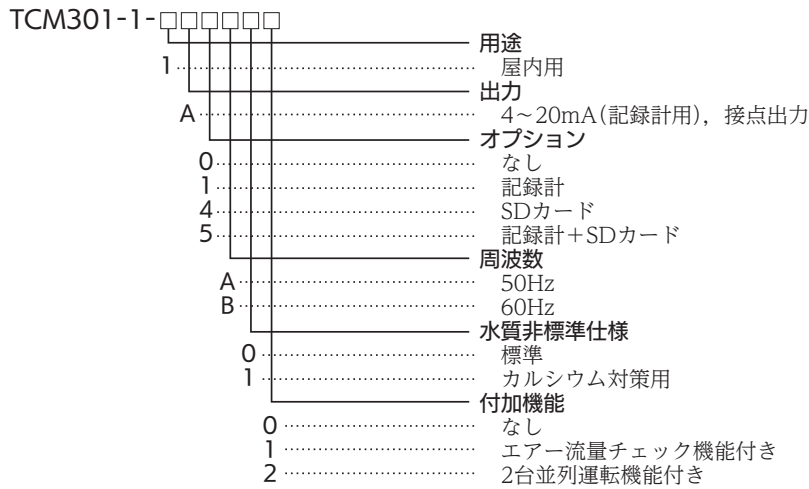 TCM301-1-□□□□□□
用途
1 屋内用
出力
A 4~20mA(記録計用),接点出力
オプション
0 なし
1 記録計
4 SDカード
5 記録計+SDカード
周波数
A 50Hz
B 60Hz
水質非標準仕様
0 標準
1 カルシウム対策用
付加機能
0 なし
1 エアー流量チェック機能付き
2 2台並列運転機能付き